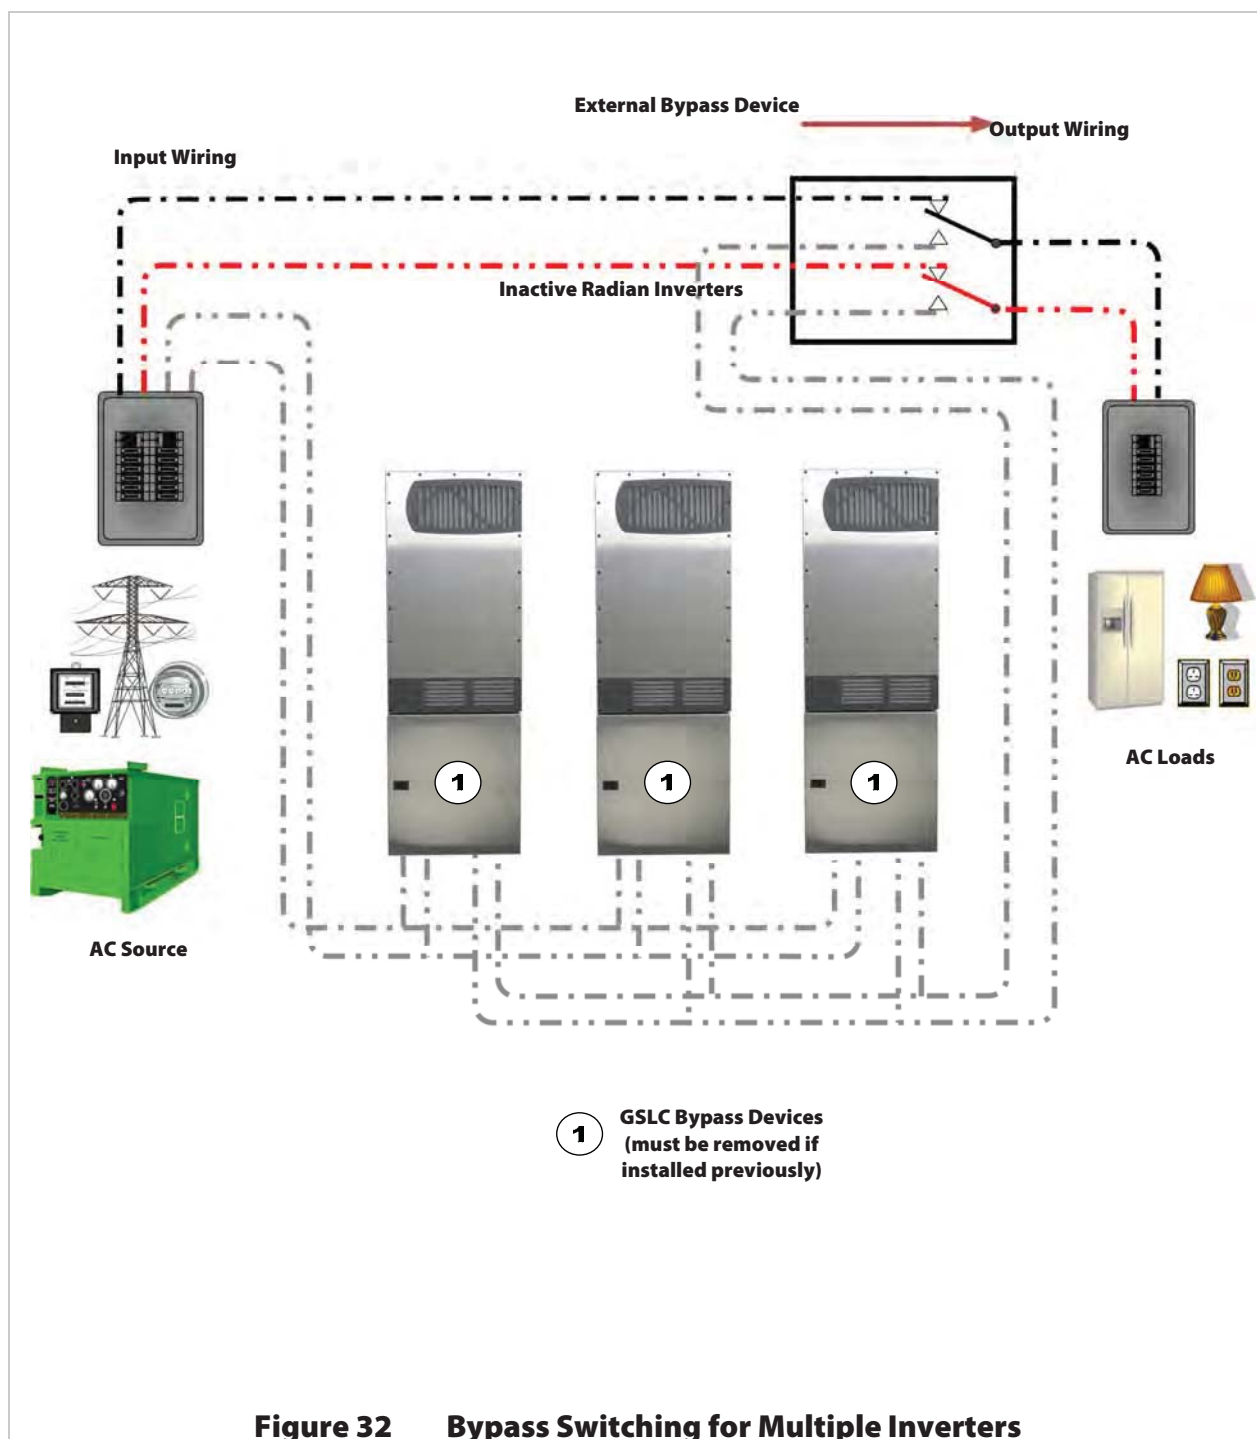 External Bypass Device
Output Wiring
Input Wiring
Inactive Radian Inverters
1
1
1
AC Loads
AC Source
1
GSLC Bypass Devices
(must be removed if
installed previously)
Figure 32 Bypass Switching for Multiple Inverters